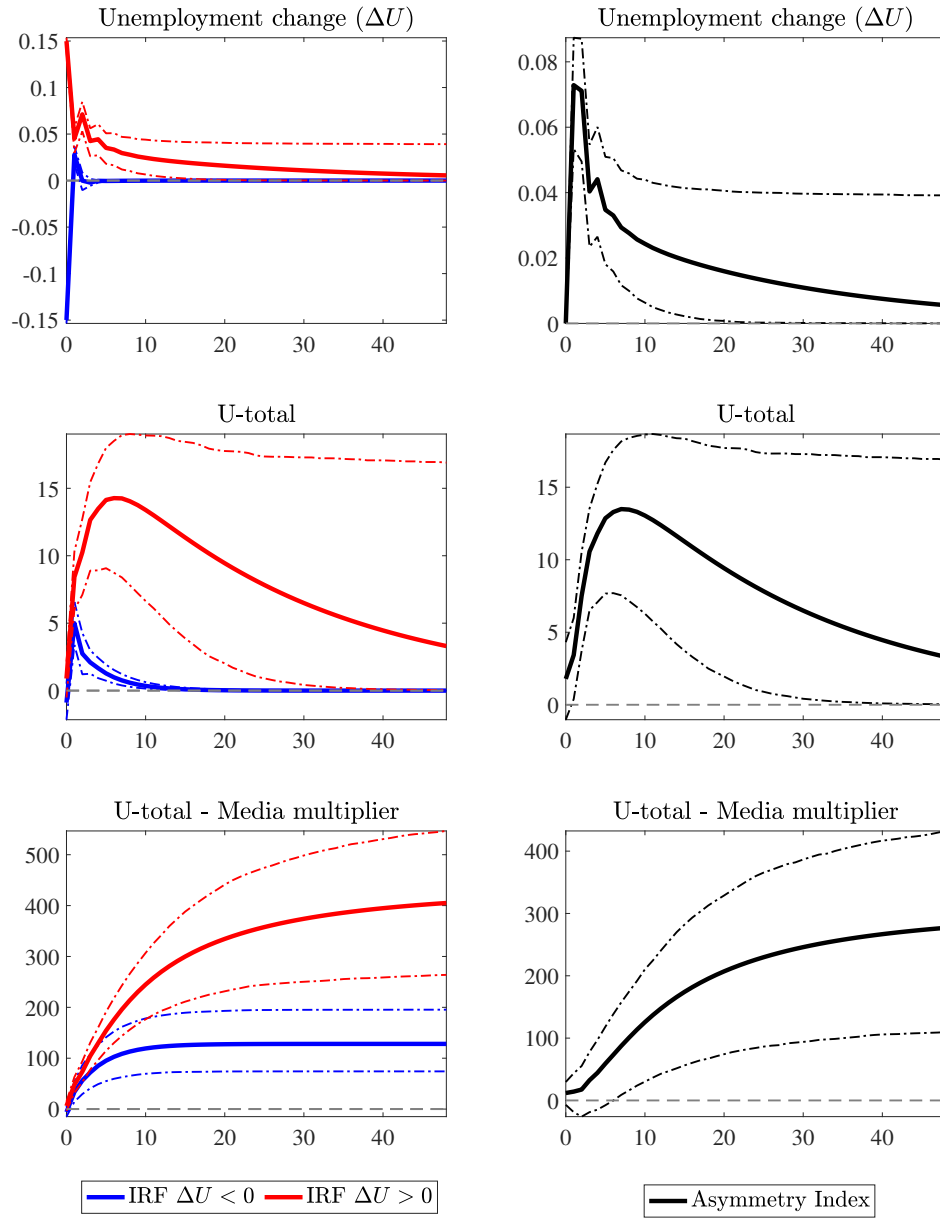 Unemployment change (ΔU)
0.15
0.1
0.05
0
-0.05
-0.1
-0.15
0 10 20 30 40
Unemployment change (ΔU)
0.08
0.06
0.04
0.02
0
0 10 20 30 40
U-total
15
10
5
0
0 10 20 30 40
U-total
15
10
5
0
0 10 20 30 40
U-total - Media multiplier
500
400
300
200
100
0
0 10 20 30 40
U-total - Media multiplier
400
300
200
100
0
0 10 20 30 40
IRF ΔU < 0 IRF ΔU > 0
Asymmetry Index